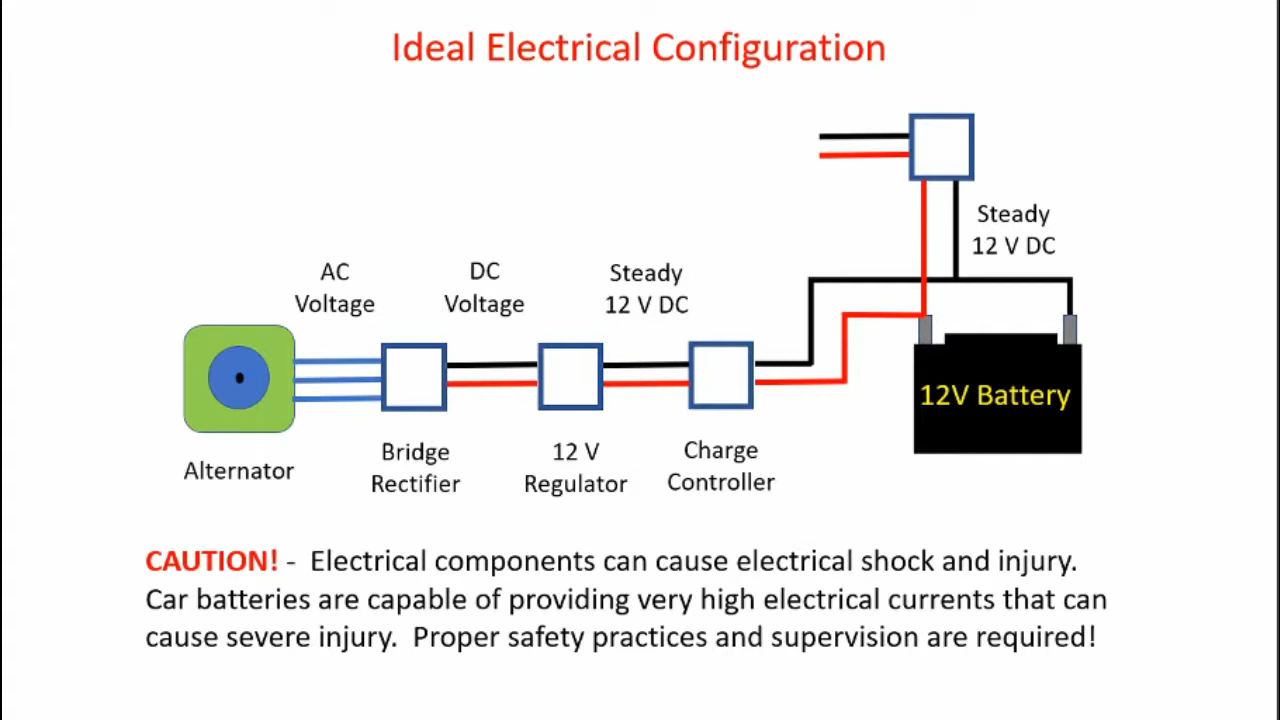 Ideal Electrical Configuration
Steady
12 V DC
AC
Voltage
DC
Voltage
Steady
12 V DC
12V Battery
Alternator
Bridge
Rectifier
12 V
Regulator
Charge
Controller
CAUTION! - Electrical components can cause electrical shock and injury.
Car batteries are capable of providing very high electrical currents that can
cause severe injury. Proper safety practices and supervision are required!